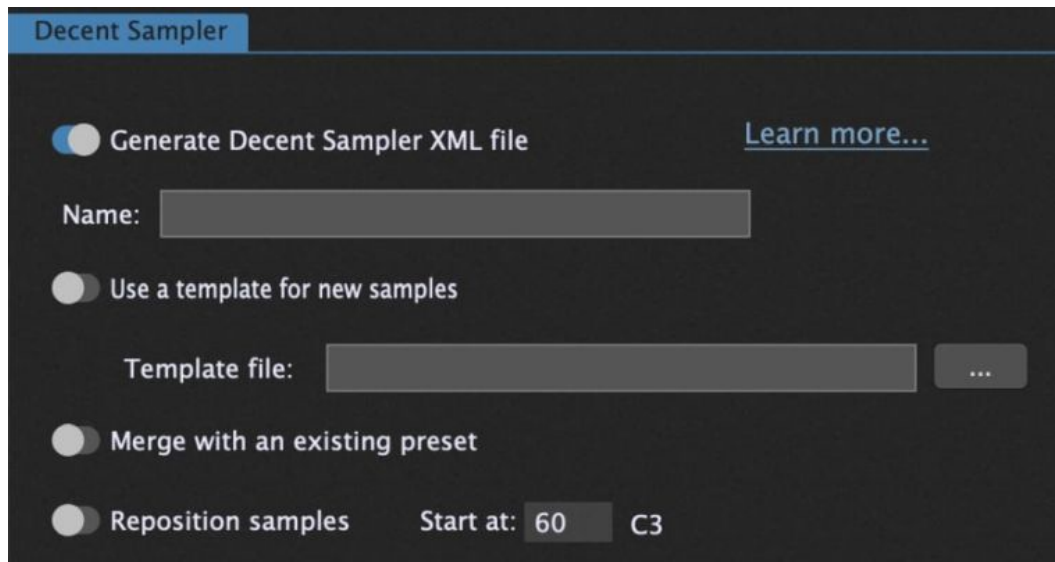 Decent Sampler
Generate Decent Sampler XML file Learn more...
Name:
Use a template for new samples
Template file: ...
Merge with an existing preset
Reposition samples Start at: 60 C3